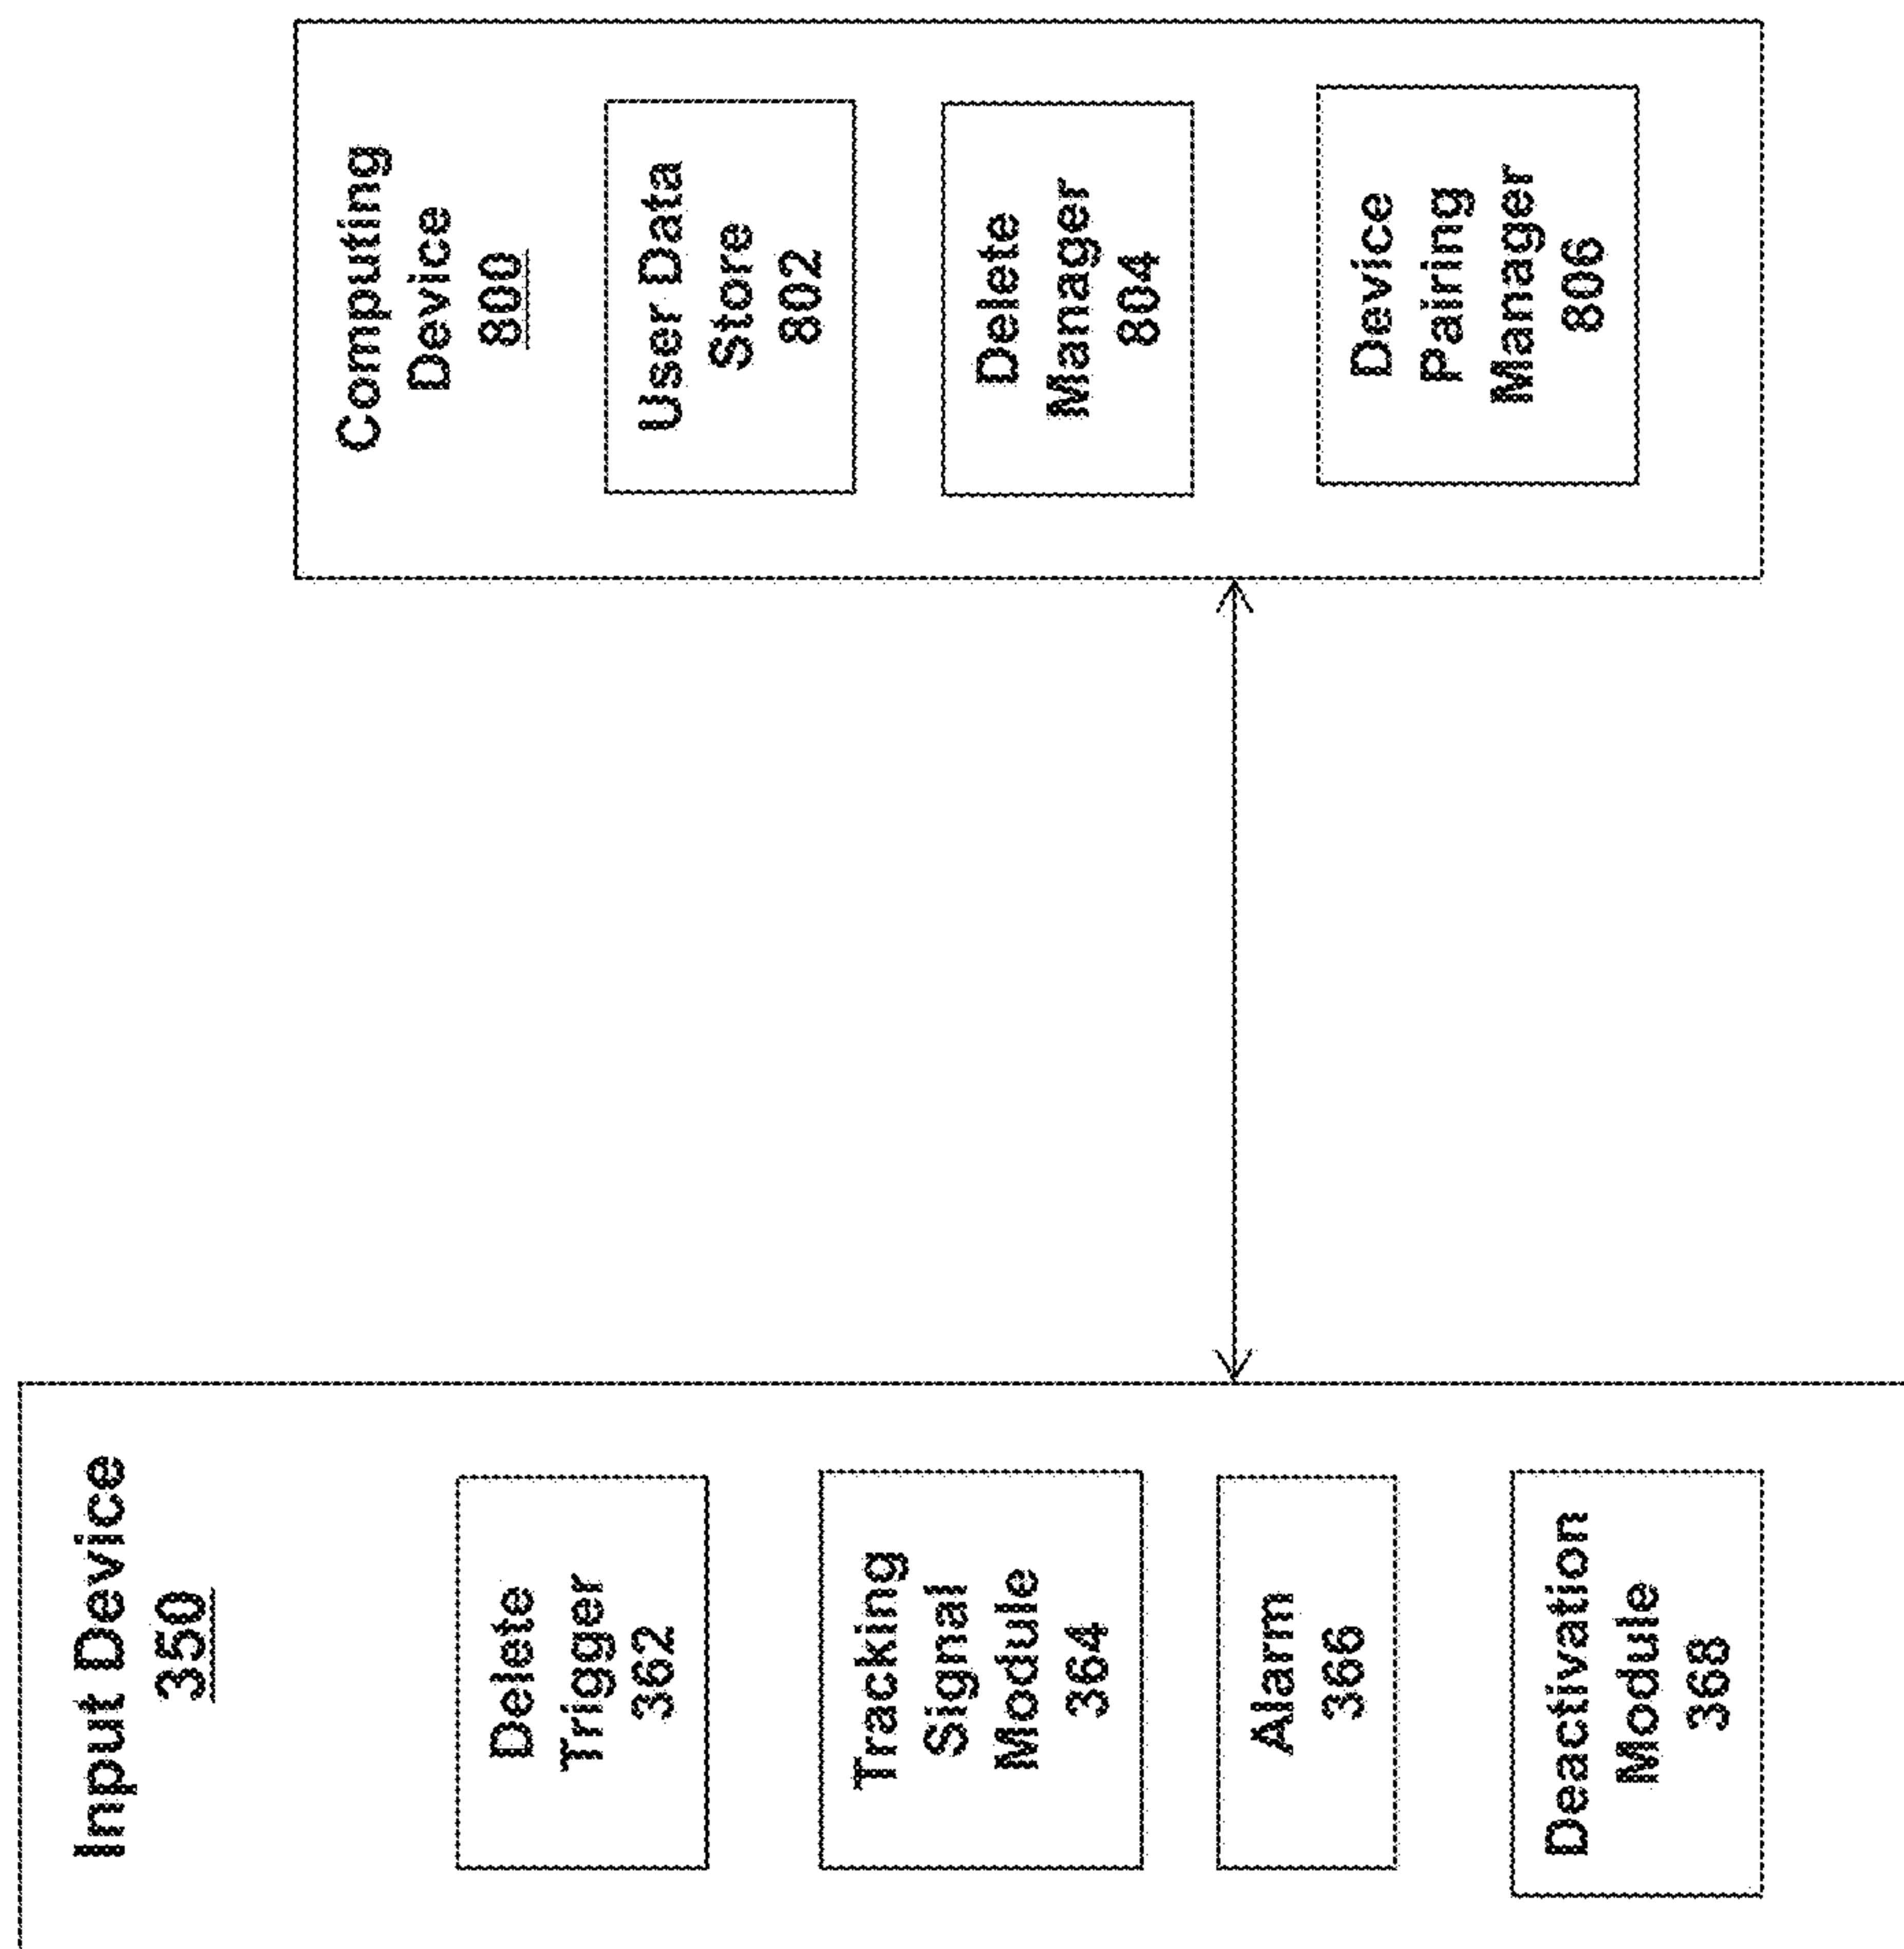 Input Device
350
Delete
Trigger
362
Tracking
Signal
Module
364
Alarm
366
Deactivation
Module
368
Computing
Device
800
User Data
Store
802
Delete
Manager
804
Device
Pairing
Manager
806